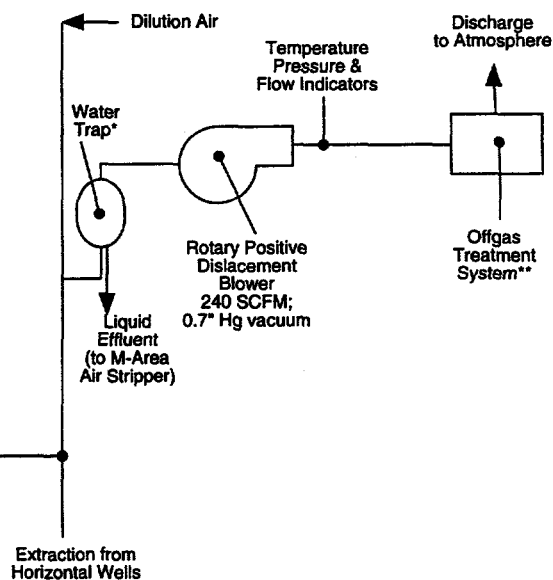 Dilution Air
Discharge
to Atmosphere
Temperature
Pressure &
Flow Indicators
Water
Trap*
Rotary Positive
Dislacement
Blower
240 SCFM;
0.7" Hg vacuum
Offgas
Treatment
System**
Liquid
Effluent
(to M-Area
Air Stripper)
Extraction from
Horizontal Wells